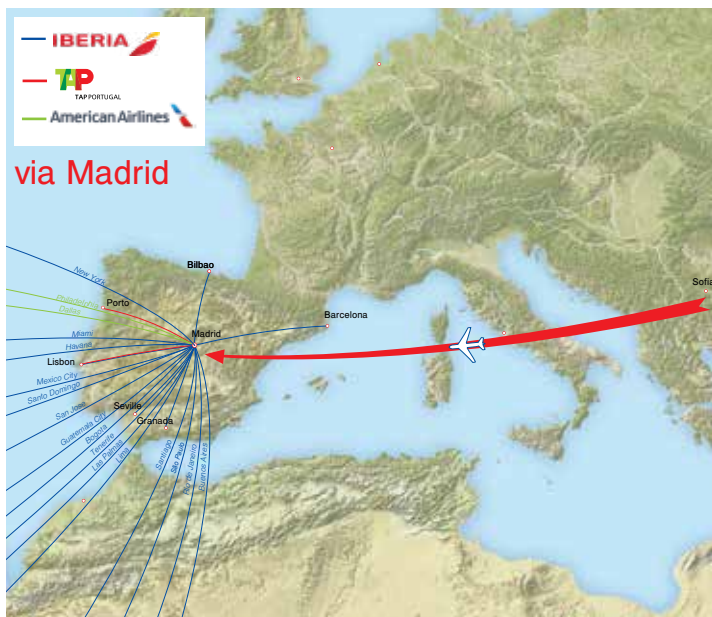 IBERIA
TAP
TAP PORTUGAL
American Airlines
via Madrid
New York
Bilbao
Sofia
Philadelphia
Porto
Dallas
Barcelona
Miami
Madrid
Havana
Lisbon
Mexico City
Santo Domingo
San José
Seville
Granada
Guatemala City
Bogota
Tenerife
Las Palmas
Lima
Santiago
São Paulo
Rio de Janeiro
Buenos Aires